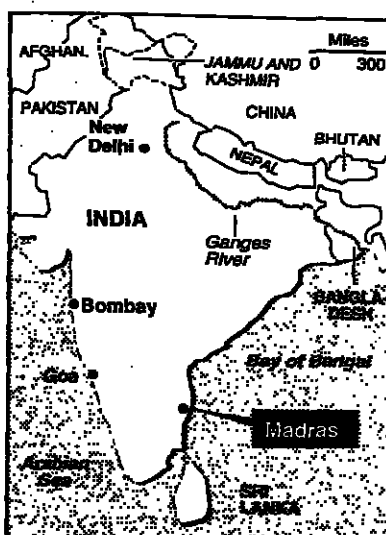 AFGHAN.
JAMMU AND
KASHMIR
Miles
0 300
PAKISTAN
CHINA
New
Delhi
BHUTAN
NEPAL
INDIA
Ganges
River
BANGLA-
DESH
Bombay
Bay of Bengal
Goa
Madras
Arabian
Sea
SRI
LANKA